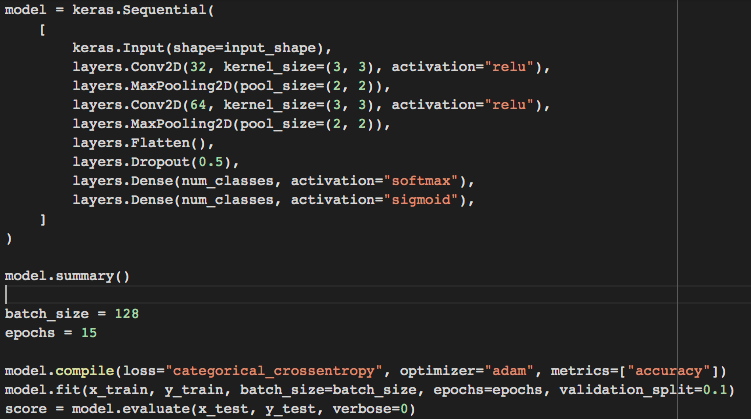 model = keras.Sequential(
    [
        keras.Input(shape=input_shape),
        layers.Conv2D(32, kernel_size=(3, 3), activation="relu"),
        layers.MaxPooling2D(pool_size=(2, 2)),
        layers.Conv2D(64, kernel_size=(3, 3), activation="relu"),
        layers.MaxPooling2D(pool_size=(2, 2)),
        layers.Flatten(),
        layers.Dropout(0.5),
        layers.Dense(num_classes, activation="softmax"),
        layers.Dense(num_classes, activation="sigmoid"),
    ]
)
model.summary()
batch_size = 128
epochs = 15
model.compile(loss="categorical_crossentropy", optimizer="adam", metrics=["accuracy"])
model.fit(x_train, y_train, batch_size=batch_size, epochs=epochs, validation_split=0.1)
score = model.evaluate(x_test, y_test, verbose=0)